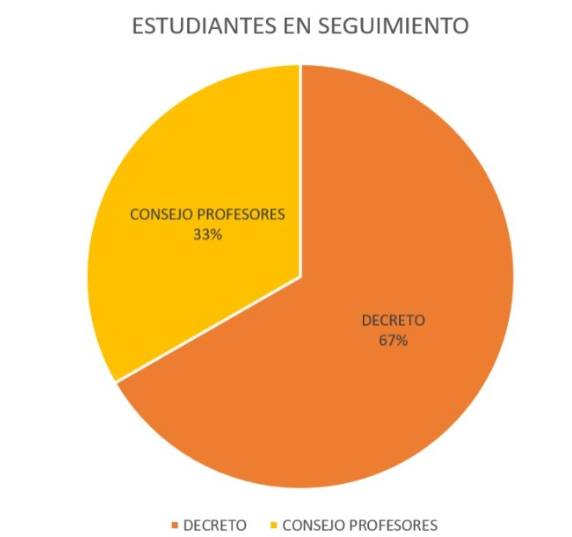 ESTUDIANTES EN SEGUIMIENTO
CONSEJO PROFESORES
33%
DECRETO
67%
DECRETO CONSEJO PROFESORES